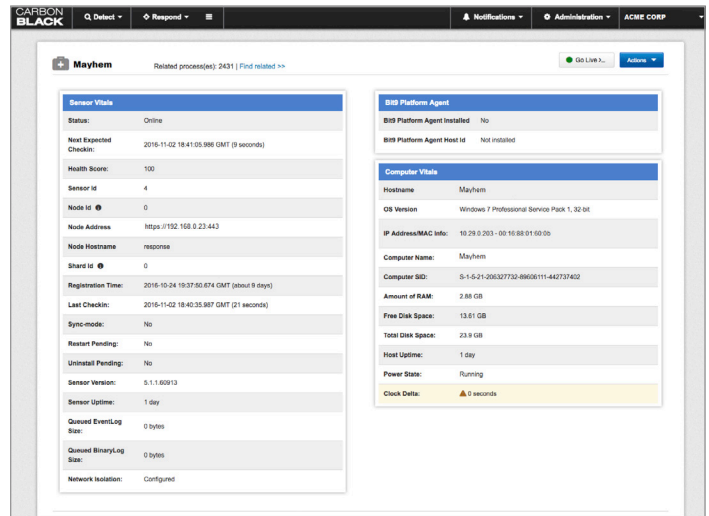 CARBON
BLACK
Detect
Respond
Notifications
Administration
ACME CORP
Mayhem
Related process(es): 2431 | Find related >>
Go Live >_
Actions
Sensor Vitals
Status: Online
Next Expected
Checkin: 2016-11-02 18:41:05.986 GMT (9 seconds)
Health Score: 100
Sensor Id 4
Node Id 0
Node Address https://192.168.0.23:443
Node Hostname response
Shard Id 0
Registration Time: 2016-10-24 19:37:50.674 GMT (about 9 days)
Last Checkin: 2016-11-02 18:40:35.987 GMT (21 seconds)
Sync-mode: No
Restart Pending: No
Uninstall Pending: No
Sensor Version: 5.1.1.60913
Sensor Uptime: 1 day
Queued EventLog
Size: 0 bytes
Queued BinaryLog
Size: 0 bytes
Network Isolation: Configured
Bit9 Platform Agent
Bit9 Platform Agent Installed No
Bit9 Platform Agent Host Id Not installed
Computer Vitals
Hostname Mayhem
OS Version Windows 7 Professional Service Pack 1, 32-bit
IP Address/MAC Info: 10.29.0.203 - 00:16:88:01:60:0b
Computer Name: Mayhem
Computer SID: S-1-5-21-206327732-89606111-442737402
Amount of RAM: 2.88 GB
Free Disk Space: 13.61 GB
Total Disk Space: 23.9 GB
Host Uptime: 1 day
Power State: Running
Clock Delta: 0 seconds